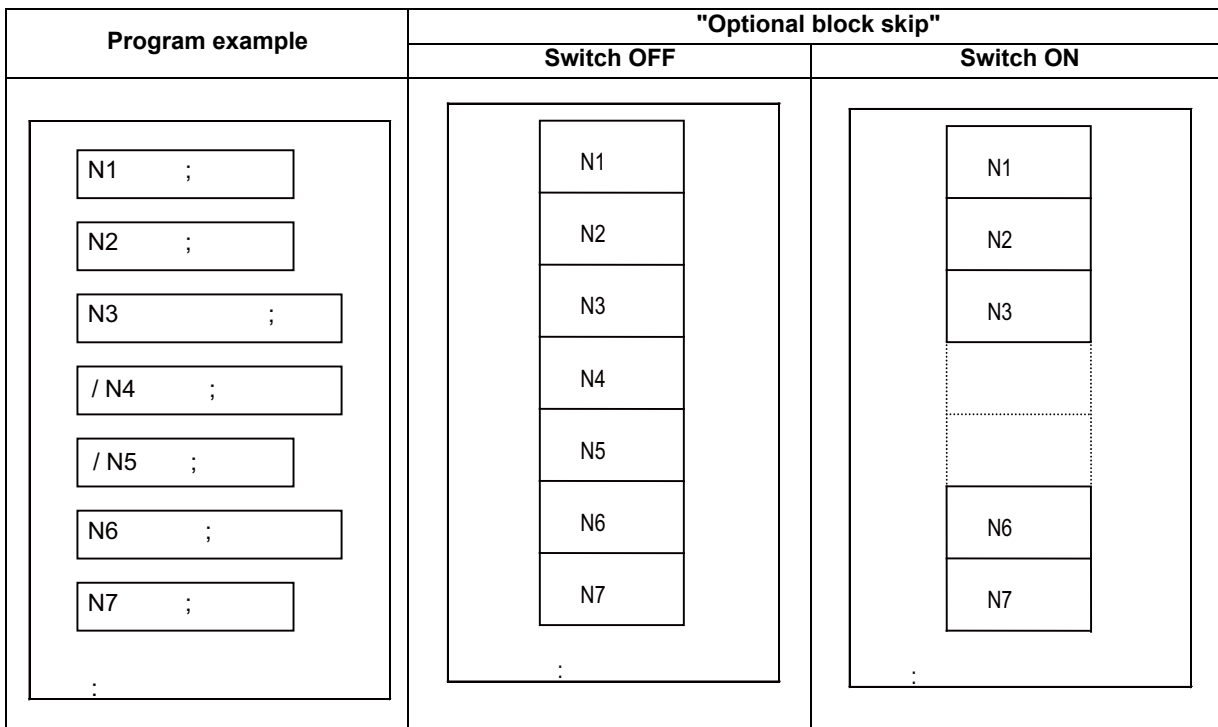 Program example
"Optional block skip"
Switch OFF
Switch ON
N1 ;
N2 ;
N3 ;
/ N4 ;
/ N5 ;
N6 ;
N7 ;
:
N1
N2
N3
N4
N5
N6
N7
:
N1
N2
N3
N6
N7
: